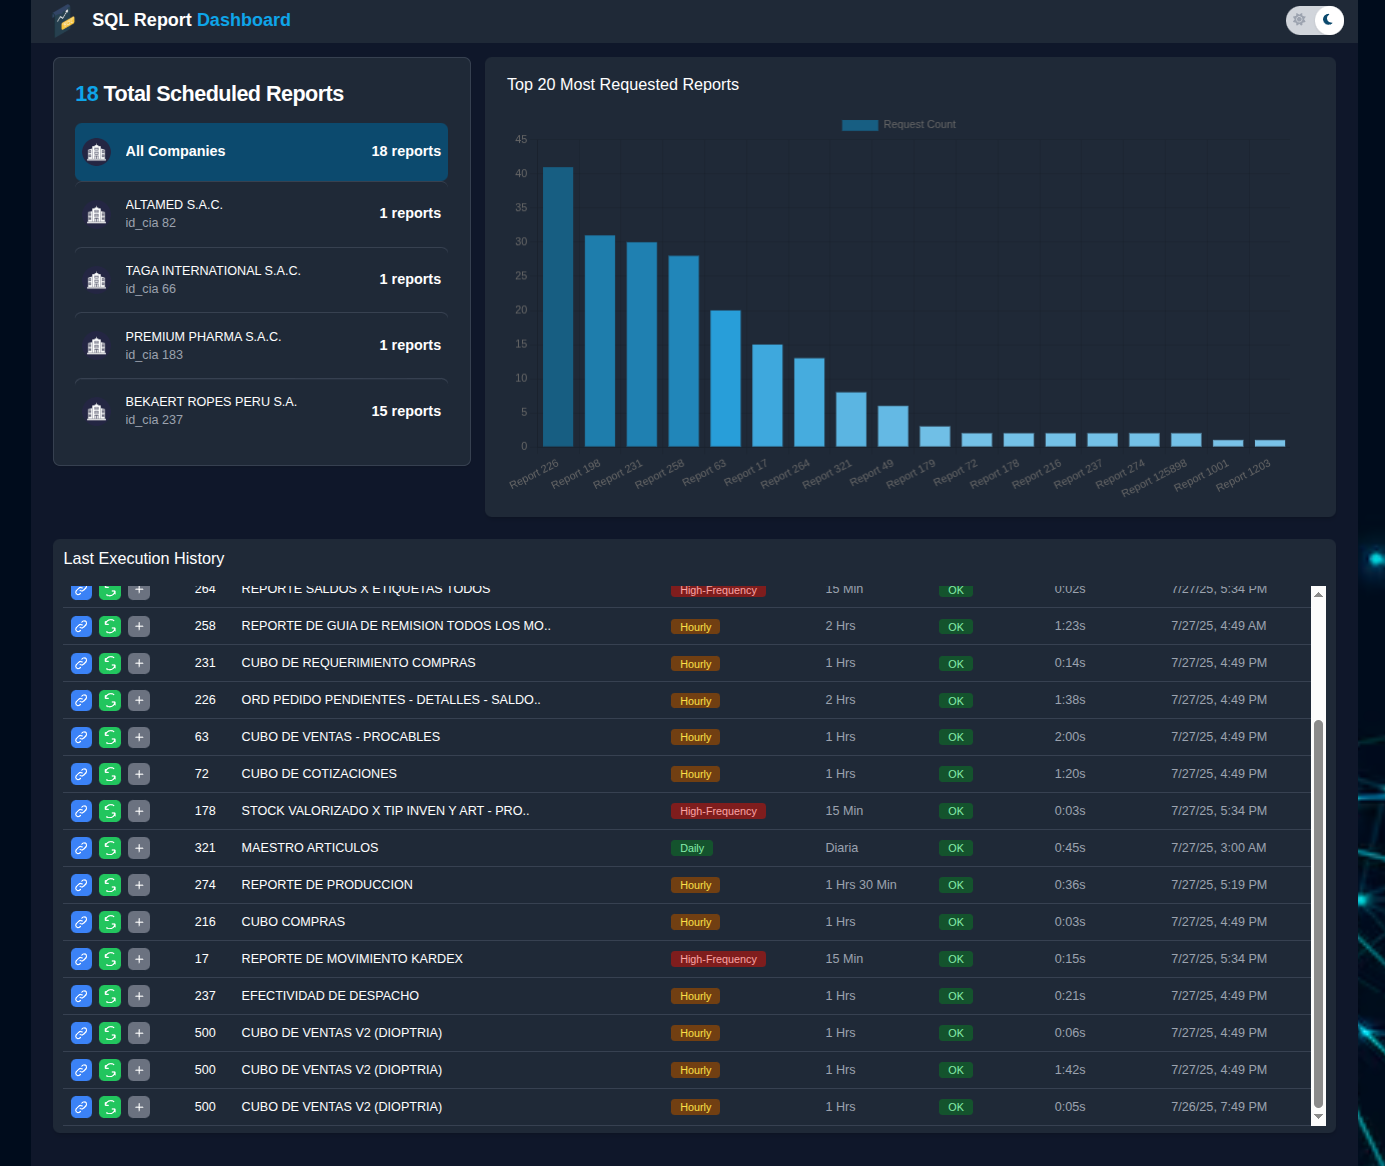 SQL Report Dashboard
18 Total Scheduled Reports
All Companies 18 reports
ALTAMED S.A.C. 1 reports
id_cia 82
TAGA INTERNATIONAL S.A.C. 1 reports
id_cia 66
PREMIUM PHARMA S.A.C. 1 reports
id_cia 183
BEKAERT ROPES PERU S.A. 15 reports
id_cia 237
Top 20 Most Requested Reports
Request Count
45
40
35
30
25
20
15
10
5
0
Report 226
Report 198
Report 231
Report 258
Report 63
Report 17
Report 264
Report 321
Report 49
Report 179
Report 72
Report 178
Report 216
Report 237
Report 274
Report 125898
Report 1001
Report 1203
Last Execution History
264 REPORTE SALDOS X ETIQUETAS TODOS High-Frequency 15 Min OK 0:02s 7/27/25, 5:34 PM
258 REPORTE DE GUIA DE REMISION TODOS LOS MO.. Hourly 2 Hrs OK 1:23s 7/27/25, 4:49 AM
231 CUBO DE REQUERIMIENTO COMPRAS Hourly 1 Hrs OK 0:14s 7/27/25, 4:49 PM
226 ORD PEDIDO PENDIENTES - DETALLES - SALDO.. Hourly 2 Hrs OK 1:38s 7/27/25, 4:49 PM
63 CUBO DE VENTAS - PROCABLES Hourly 1 Hrs OK 2:00s 7/27/25, 4:49 PM
72 CUBO DE COTIZACIONES Hourly 1 Hrs OK 1:20s 7/27/25, 4:49 PM
178 STOCK VALORIZADO X TIP INVEN Y ART - PRO.. High-Frequency 15 Min OK 0:03s 7/27/25, 5:34 PM
321 MAESTRO ARTICULOS Daily Diaria OK 0:45s 7/27/25, 3:00 AM
274 REPORTE DE PRODUCCION Hourly 1 Hrs 30 Min OK 0:36s 7/27/25, 5:19 PM
216 CUBO COMPRAS Hourly 1 Hrs OK 0:03s 7/27/25, 4:49 PM
17 REPORTE DE MOVIMIENTO KARDEX High-Frequency 15 Min OK 0:15s 7/27/25, 5:34 PM
237 EFECTIVIDAD DE DESPACHO Hourly 1 Hrs OK 0:21s 7/27/25, 4:49 PM
500 CUBO DE VENTAS V2 (DIOPTRIA) Hourly 1 Hrs OK 0:06s 7/27/25, 4:49 PM
500 CUBO DE VENTAS V2 (DIOPTRIA) Hourly 1 Hrs OK 1:42s 7/27/25, 4:49 PM
500 CUBO DE VENTAS V2 (DIOPTRIA) Hourly 1 Hrs OK 0:05s 7/26/25, 7:49 PM